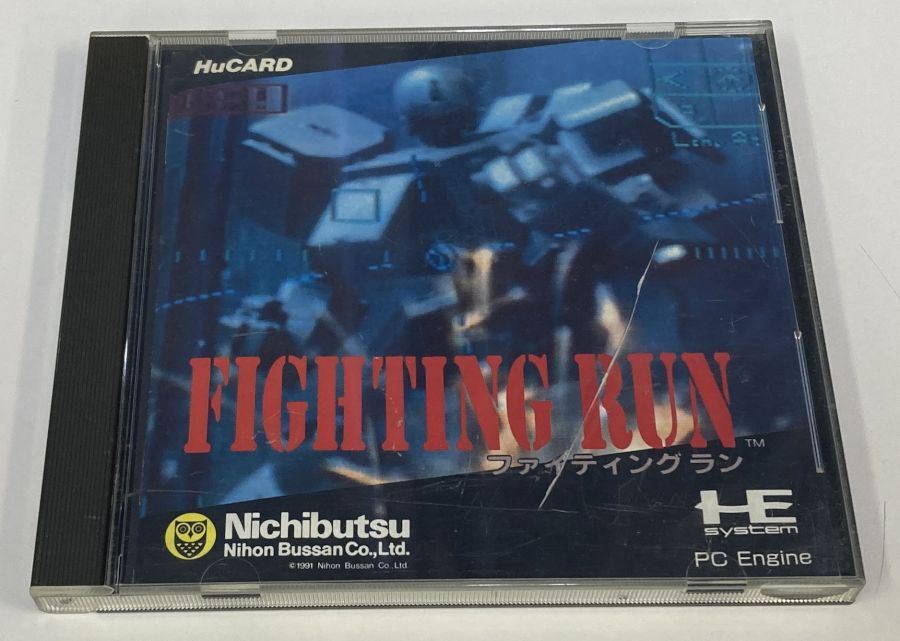 HuCARD
FIGHTING RUN
TM
ファイティング ラン
Nichibutsu
Nihon Bussan Co., Ltd.
©1991 Nihon Bussan Co., Ltd.
HE
system
PC Engine